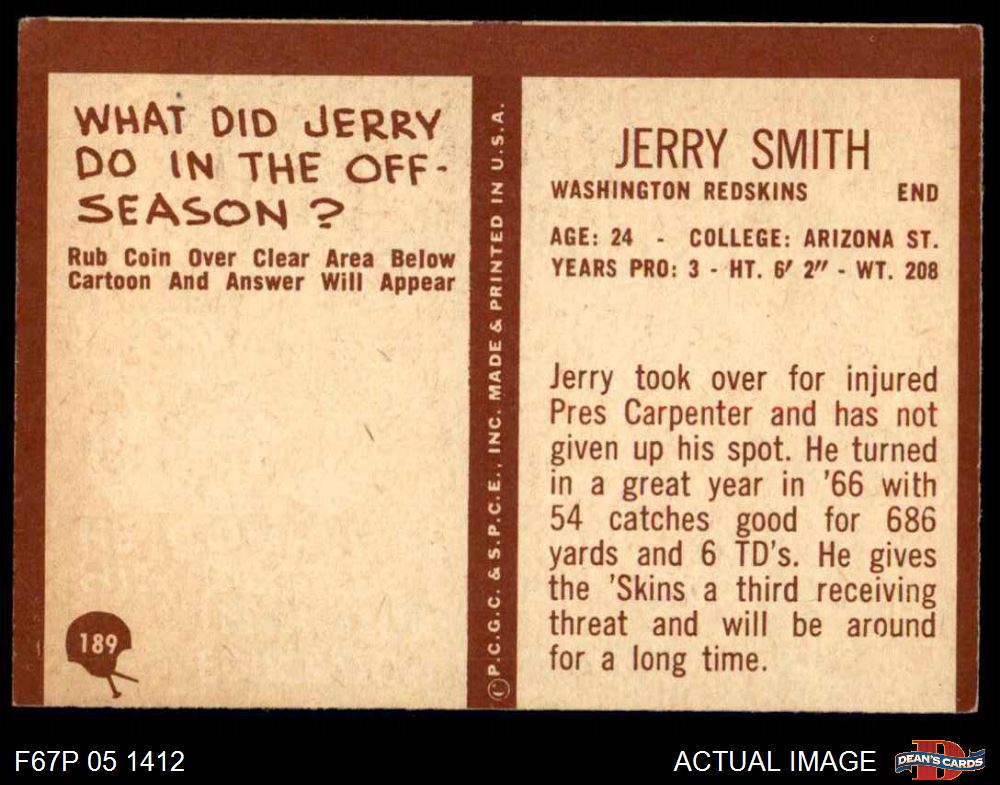 WHAT DID JERRY
DO IN THE OFF-
SEASON?
Rub Coin Over Clear Area Below
Cartoon And Answer Will Appear
189
© P.C.G.C. & S.P.C.E., INC. MADE & PRINTED IN U.S.A.
JERRY SMITH
WASHINGTON REDSKINS END
AGE: 24 - COLLEGE: ARIZONA ST.
YEARS PRO: 3 - HT. 6' 2" - WT. 208
Jerry took over for injured
Pres Carpenter and has not
given up his spot. He turned
in a great year in '66 with
54 catches good for 686
yards and 6 TD's. He gives
the 'Skins a third receiving
threat and will be around
for a long time.
F67P 05 1412
ACTUAL IMAGE
DEAN'S CARDS